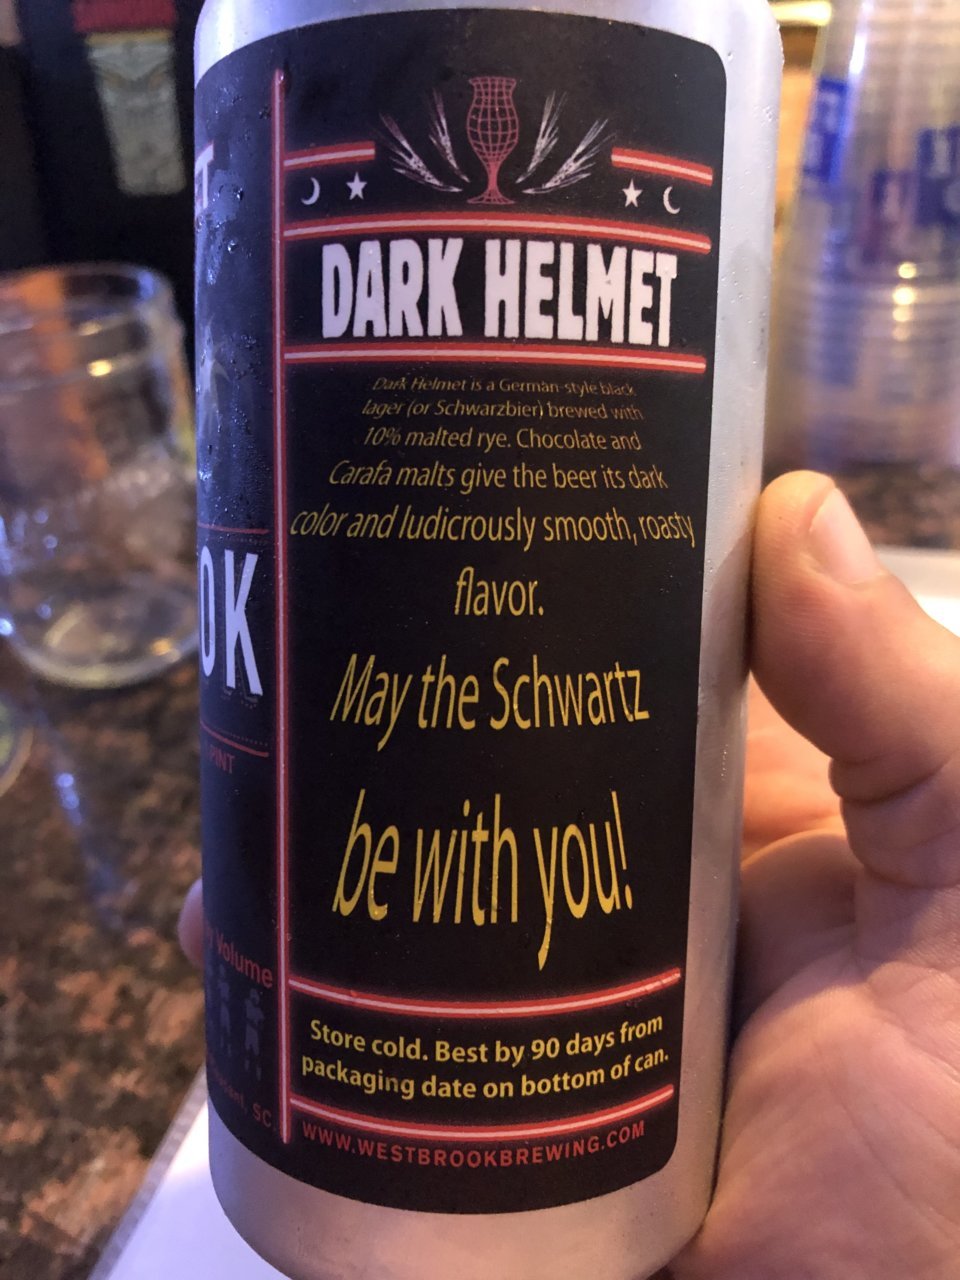 DARK HELMET
Dark Helmet is a German-style black
lager (or Schwarzbier) brewed with
10% malted rye. Chocolate and
Carafa malts give the beer its dark
color and ludicrously smooth, roasty
flavor.
May the Schwartz
be with you!
Store cold. Best by 90 days from
packaging date on bottom of can.
WWW.WESTBROOKBREWING.COM
T
OK
PINT
Volume
, SC